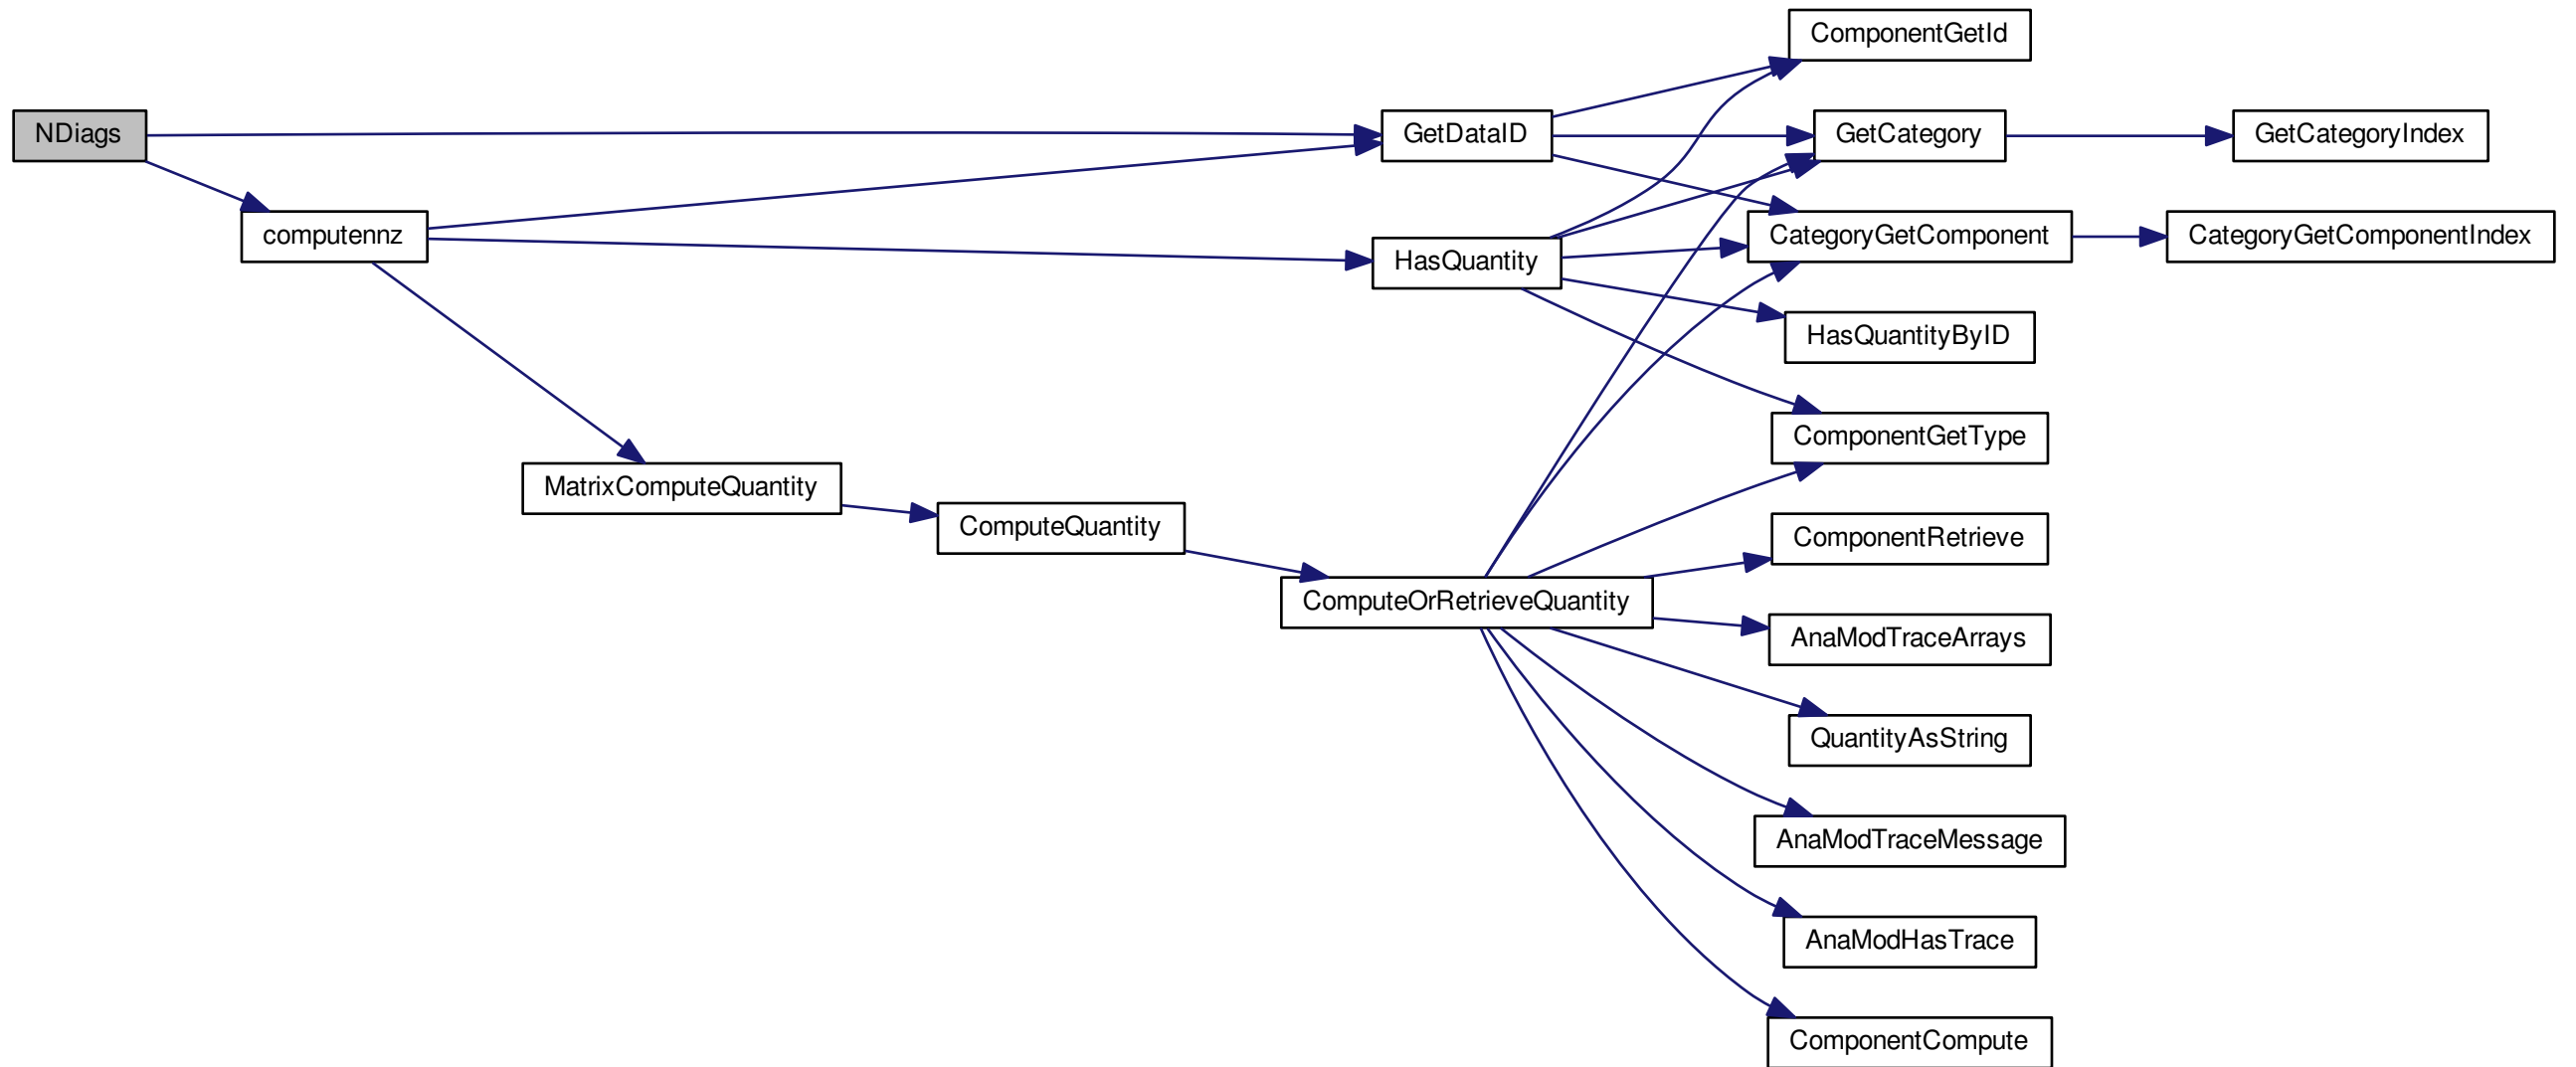 ComponentGetId
NDiags
GetDataID
GetCategory
GetCategoryIndex
computennz
HasQuantity
CategoryGetComponent
CategoryGetComponentIndex
HasQuantityByID
ComponentGetType
MatrixComputeQuantity
ComputeQuantity
ComponentRetrieve
ComputeOrRetrieveQuantity
AnaModTraceArrays
QuantityAsString
AnaModTraceMessage
AnaModHasTrace
ComponentCompute